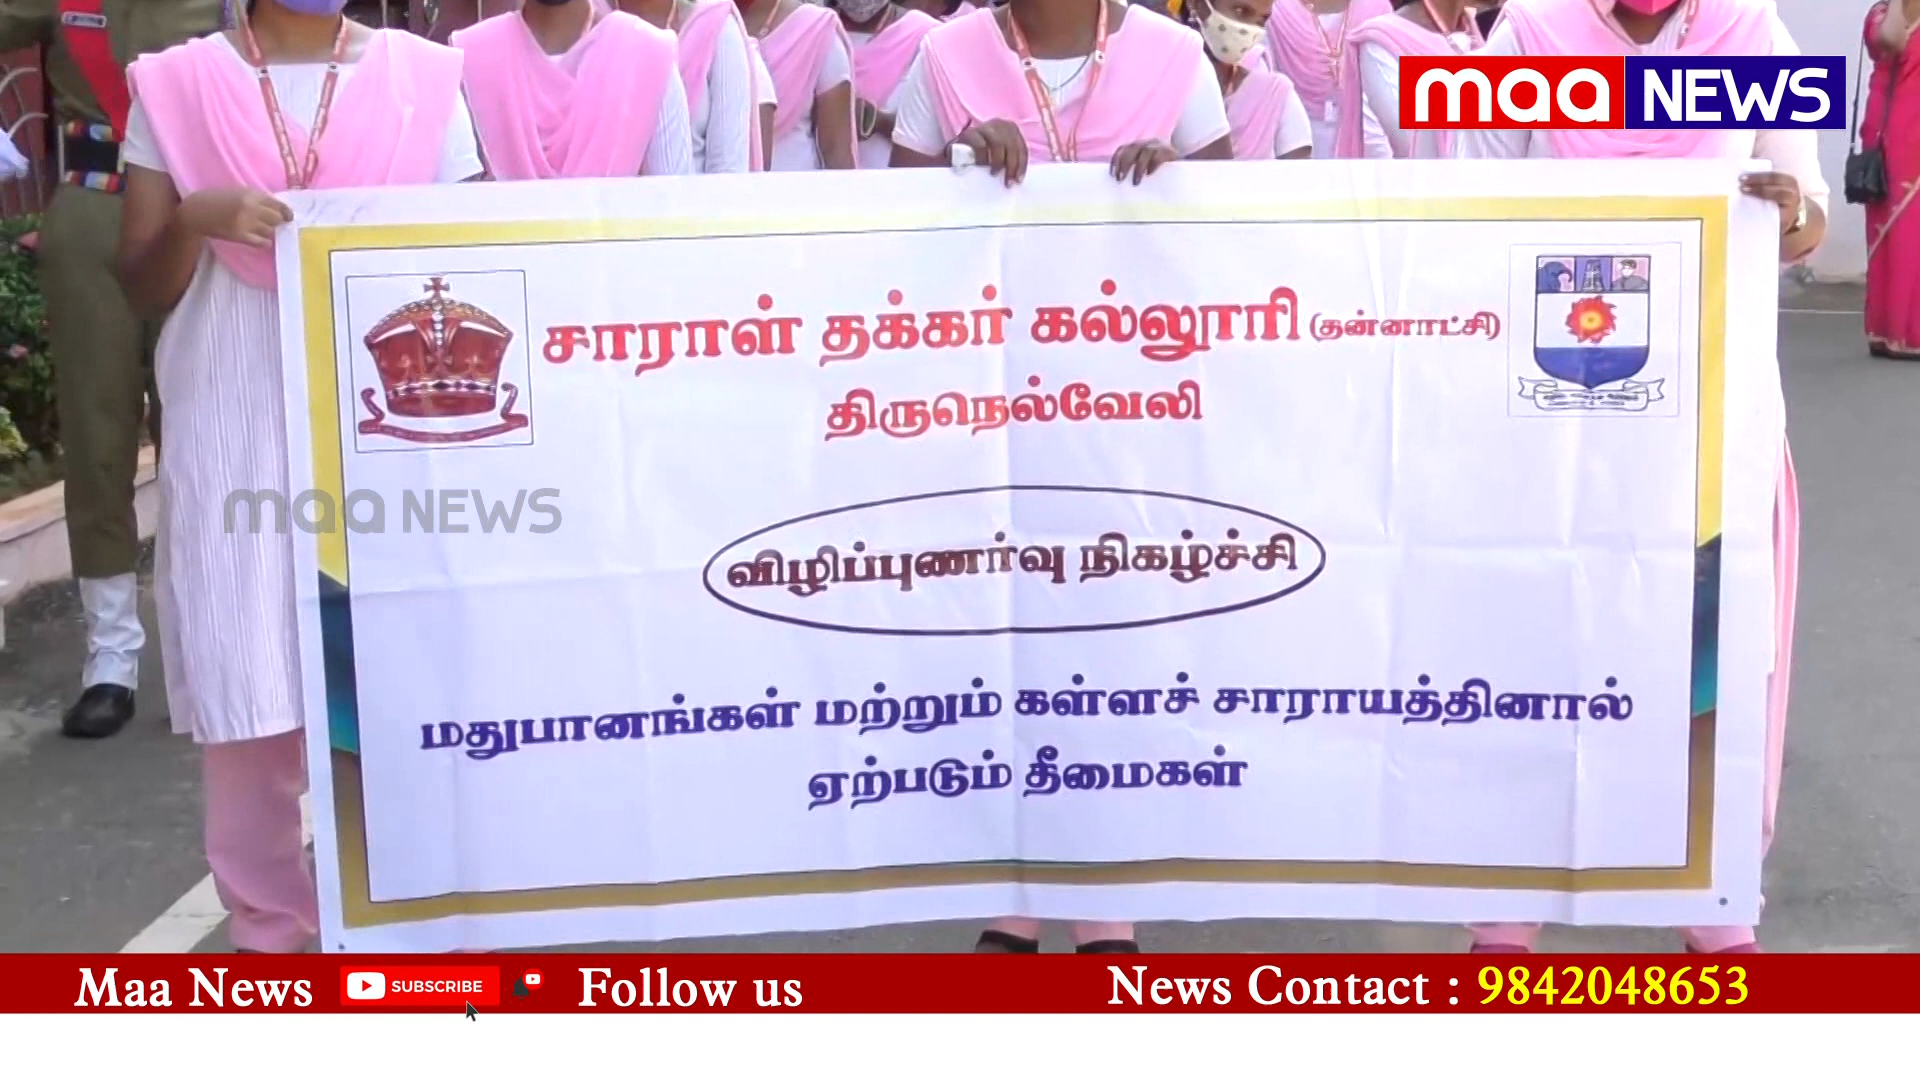 maa NEWS
சாராள் தக்கர் கல்லூரி (தன்னாட்சி)
திருநெல்வேலி
maa NEWS
விழிப்புணர்வு நிகழ்ச்சி
மதுபானங்கள் மற்றும் கள்ளச் சாராயத்தினால்
ஏற்படும் தீமைகள்
Maa News SUBSCRIBE Follow us News Contact : 9842048653